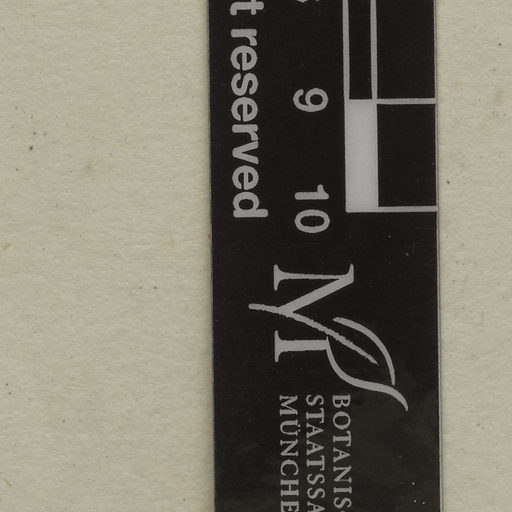 9 10
t reserved
M
BOTANIS
STAATSSA
MÜNCHE